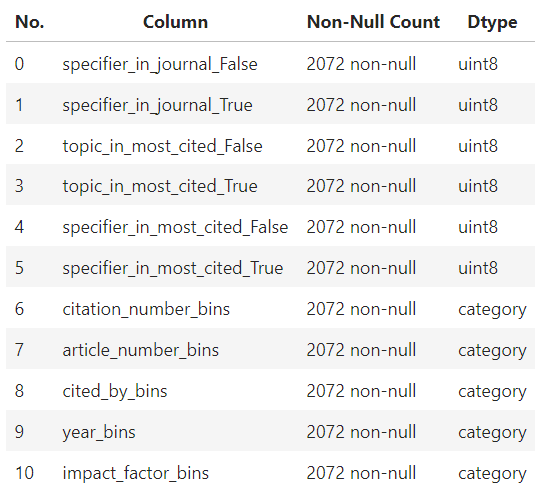 No. Column Non-Null Count Dtype
0 specifier_in_journal_False 2072 non-null uint8
1 specifier_in_journal_True 2072 non-null uint8
2 topic_in_most_cited_False 2072 non-null uint8
3 topic_in_most_cited_True 2072 non-null uint8
4 specifier_in_most_cited_False 2072 non-null uint8
5 specifier_in_most_cited_True 2072 non-null uint8
6 citation_number_bins 2072 non-null category
7 article_number_bins 2072 non-null category
8 cited_by_bins 2072 non-null category
9 year_bins 2072 non-null category
10 impact_factor_bins 2072 non-null category